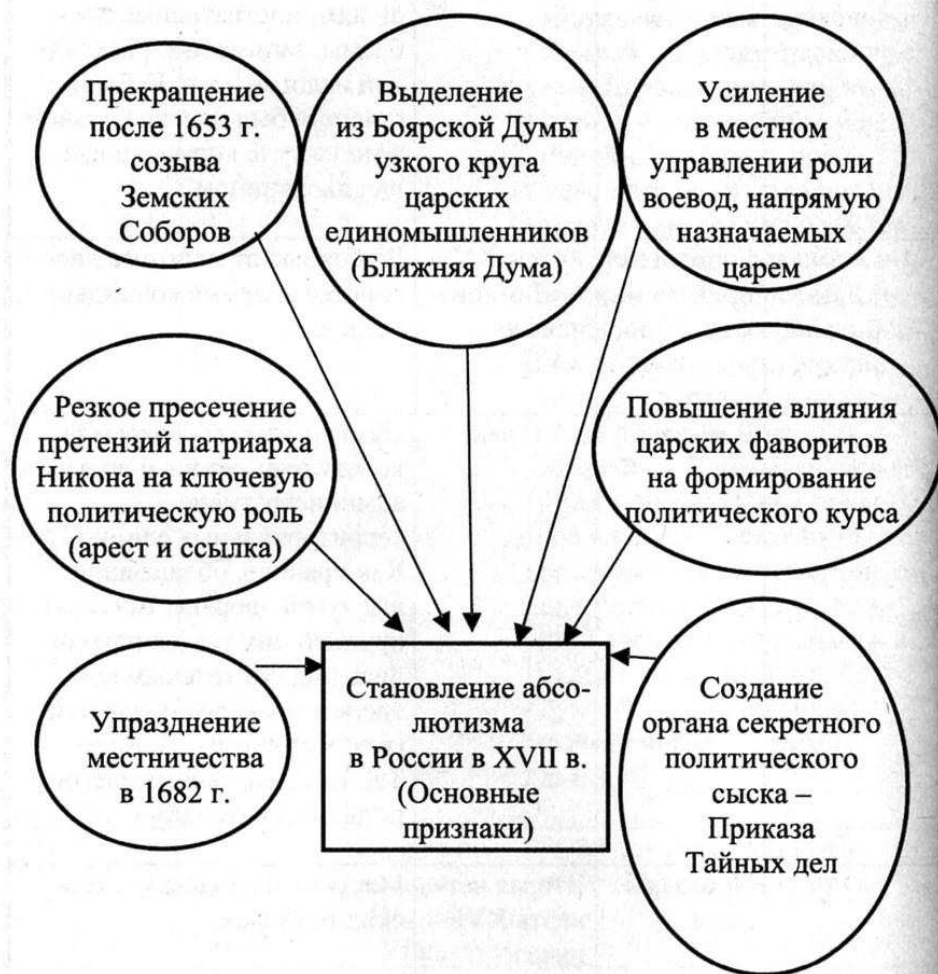 Прекращение
после 1653 г.
созыва
Земских
Соборов
Выделение
из Боярской Думы
узкого круга
царских
единомышленников
(Ближняя Дума)
Усиление
в местном
управлении роли
воевод, напрямую
назначаемых
царем
Резкое пресечение
претензий патриарха
Никона на ключевую
политическую роль
(арест и ссылка)
Повышение влияния
царских фаворитов
на формирование
политического курса
Упразднение
местничества
в 1682 г.
Становление абсо-
лютизма
в России в XVII в.
(Основные
признаки)
Создание
органа секретного
политического
сыска –
Приказа
Тайных дел